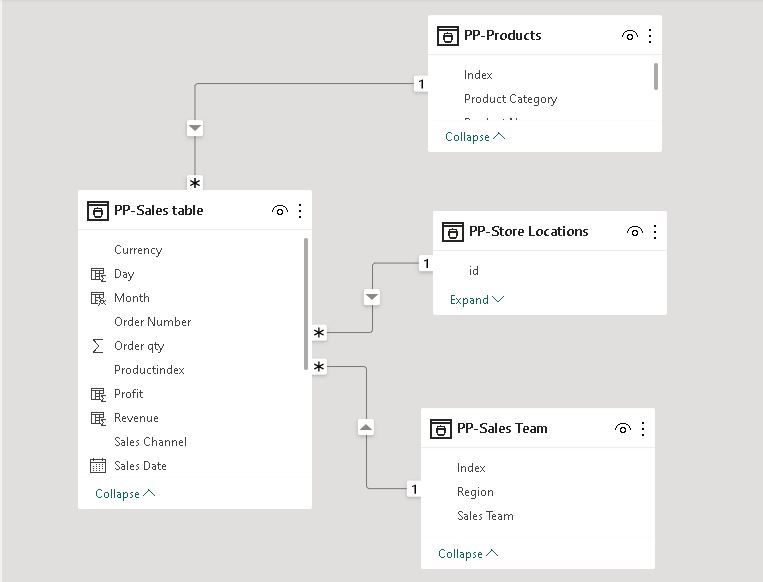 PP-Products
Index
Product Category
Collapse
1
*
PP-Sales table
Currency
Day
Month
Order Number
Order qty
Productindex
Profit
Revenue
Sales Channel
Sales Date
Collapse
PP-Store Locations
id
Expand
1
*
*
PP-Sales Team
Index
Region
Sales Team
Collapse
1